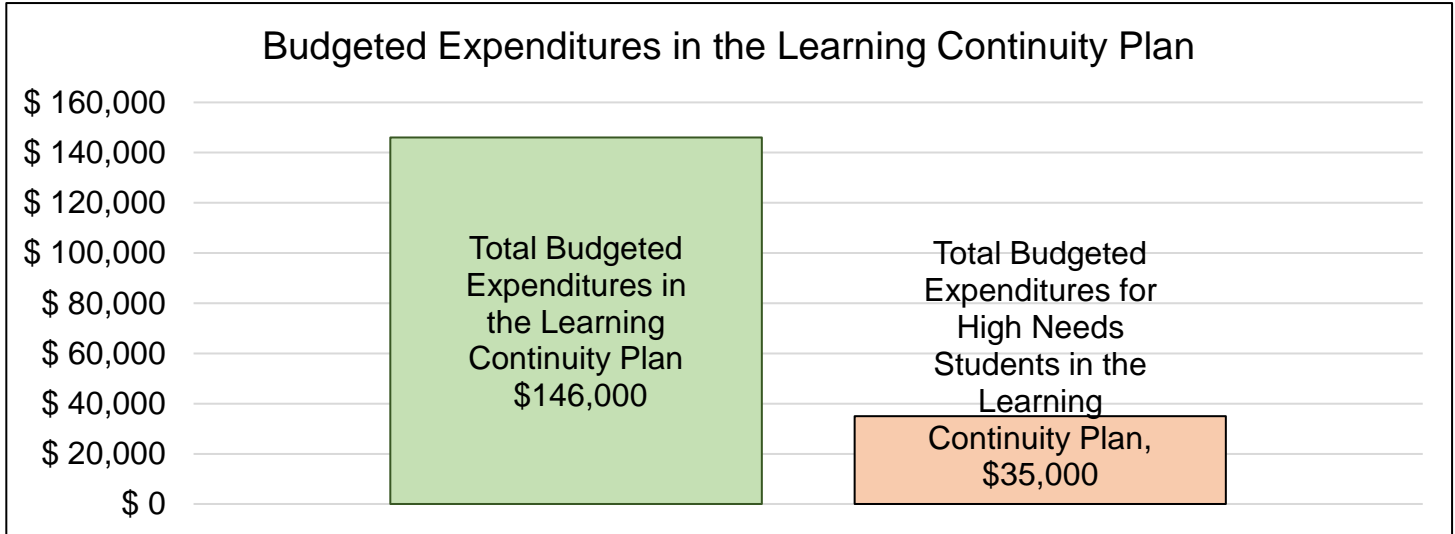 Budgeted Expenditures in the Learning Continuity Plan
$ 160,000
$ 140,000
$ 120,000
$ 100,000
$ 80,000
$ 60,000
$ 40,000
$ 20,000
$ 0
Total Budgeted
Expenditures in
the Learning
Continuity Plan
$146,000
Total Budgeted
Expenditures for
High Needs
Students in the
Learning
Continuity Plan,
$35,000